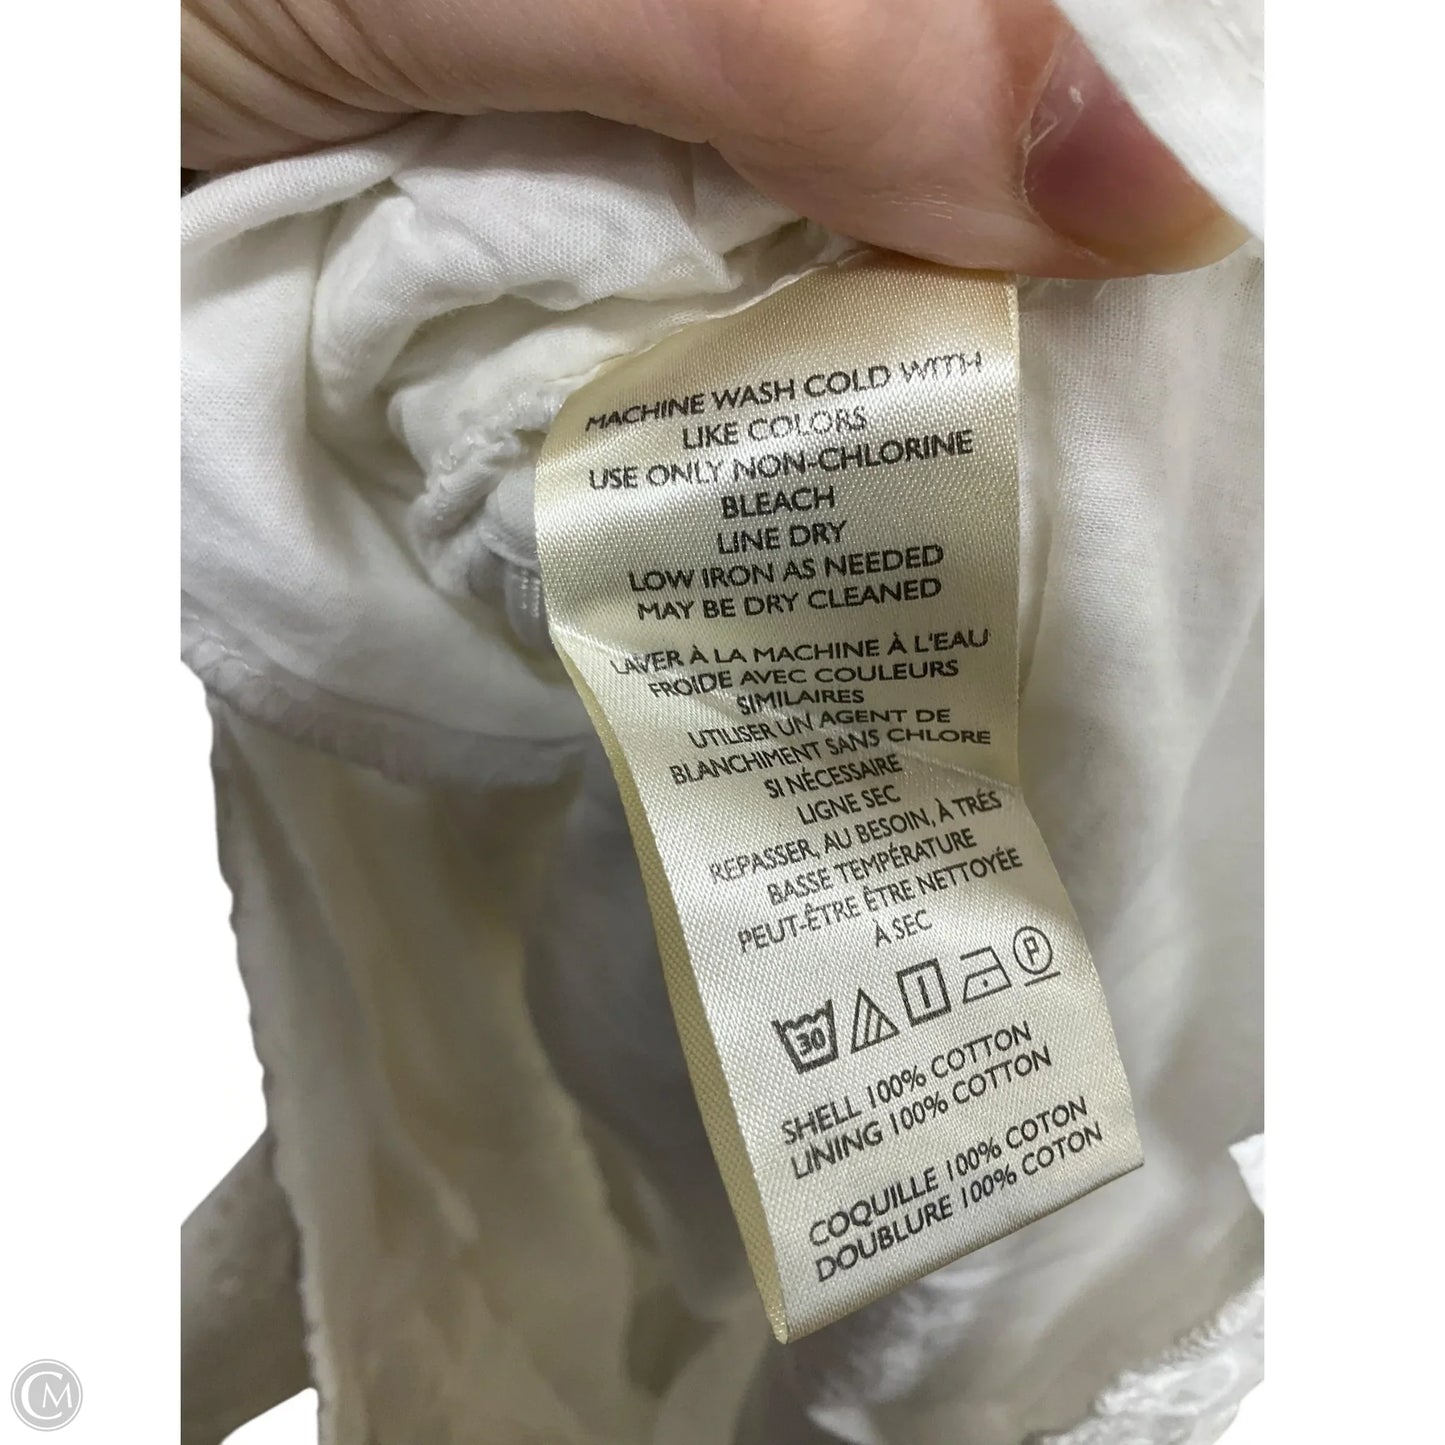 MACHINE WASH COLD WITH
LIKE COLORS
USE ONLY NON-CHLORINE
BLEACH
LINE DRY
LOW IRON AS NEEDED
MAY BE DRY CLEANED
LAVER À LA MACHINE À L'EAU
FROIDE AVEC COULEURS
SIMILAIRES
UTILISER UN AGENT DE
BLANCHIMENT SANS CHLORE
SI NÉCESSAIRE
LIGNE SEC
REPASSER, AU BESOIN, À TRÉS
BASSE TEMPÉRATURE
PEUT-ÊTRE ÊTRE NETTOYÉE
À SEC
30 P
SHELL 100% COTTON
LINING 100% COTTON
COQUILLE 100% COTON
DOUBLURE 100% COTON
CM